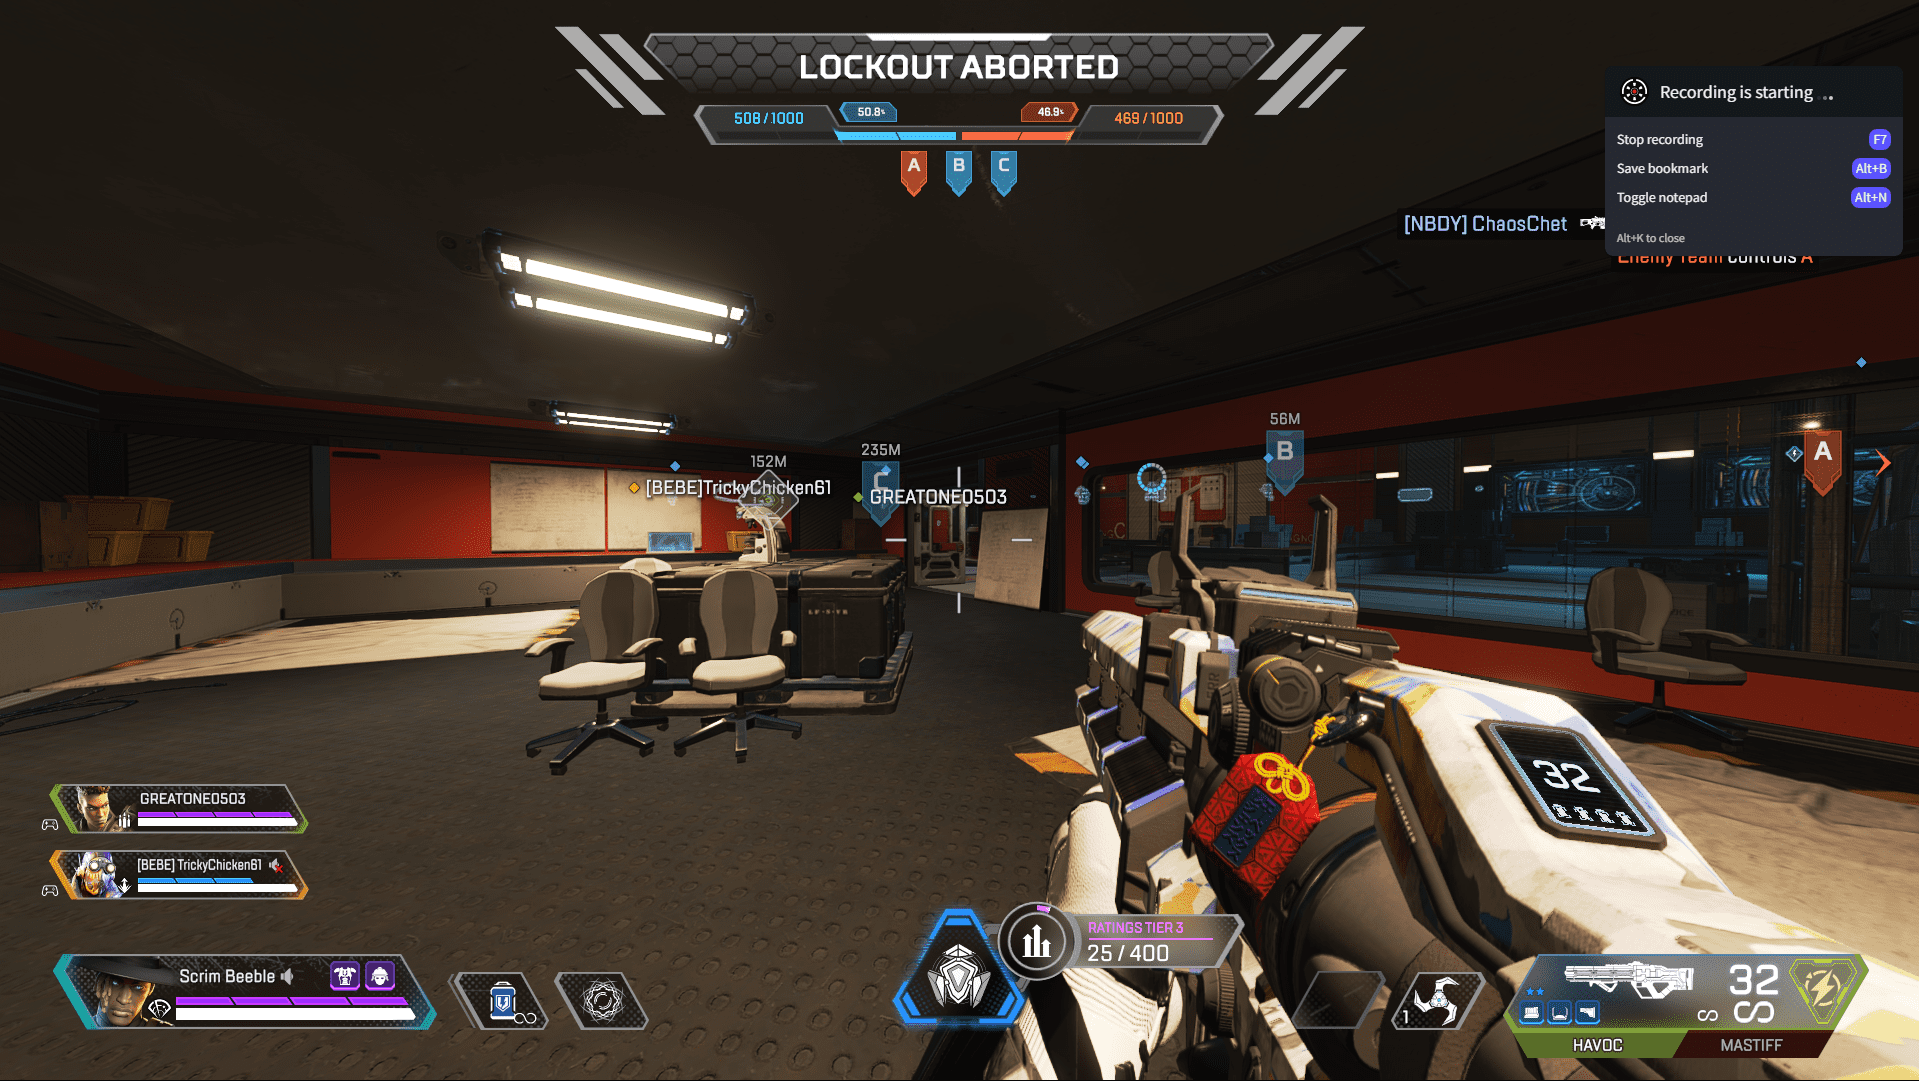 LOCKOUT ABORTED
508/1000
50.8%
46.9%
469/1000
A
B
C
Recording is starting ...
Stop recording
F7
Save bookmark
Alt+B
Toggle notepad
Alt+N
Alt+K to close
[NBDY] ChaosChet
Enemy Team controls A
56M
B
A
235M
C
152M
[BEBE]TrickyChicken61
GREATONE0503
32
GREATONE0503
[BEBE] TrickyChicken61
Scrim Beeble
RATINGS TIER 3
25 / 400
1
32
HAVOC
MASTIFF